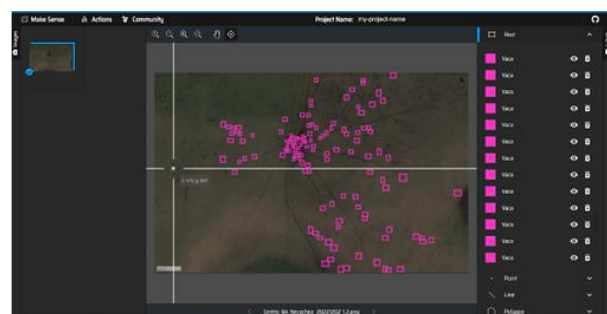 Make Sense
Actions
Community
Project Name: my-project-name
Images
Rect
Vaca
Vaca
Vaca
Vaca
Vaca
Vaca
Vaca
Vaca
Vaca
Vaca
Vaca
Vaca
Vaca
Point
Line
Polygon